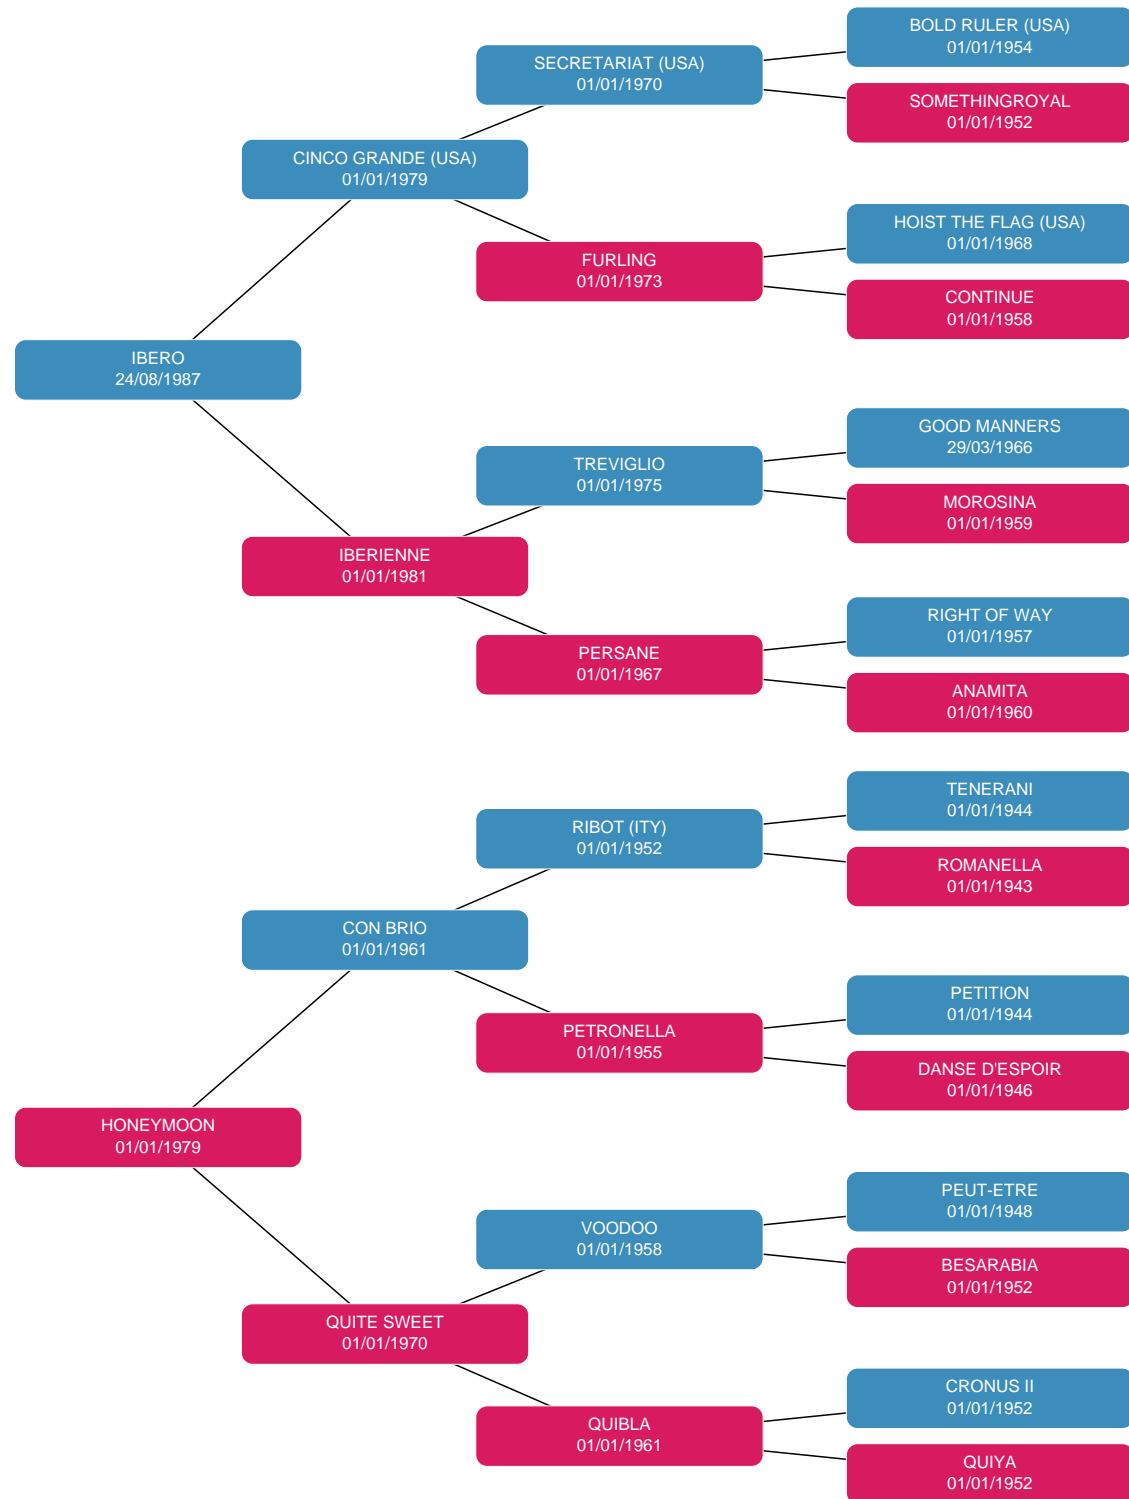 BOLD RULER (USA)
01/01/1954
SECRETARIAT (USA)
01/01/1970
SOMETHINGROYAL
01/01/1952
CINCO GRANDE (USA)
01/01/1979
HOIST THE FLAG (USA)
01/01/1968
FURLING
01/01/1973
CONTINUE
01/01/1958
IBERO
24/08/1987
GOOD MANNERS
29/03/1966
TREVIGLIO
01/01/1975
MOROSINA
01/01/1959
IBERIENNE
01/01/1981
RIGHT OF WAY
01/01/1957
PERSANE
01/01/1967
ANAMITA
01/01/1960
TENERANI
01/01/1944
RIBOT (ITY)
01/01/1952
ROMANELLA
01/01/1943
CON BRIO
01/01/1961
PETITION
01/01/1944
PETRONELLA
01/01/1955
DANSE D'ESPOIR
01/01/1946
HONEYMOON
01/01/1979
PEUT-ETRE
01/01/1948
VOODOO
01/01/1958
BESARABIA
01/01/1952
QUITE SWEET
01/01/1970
CRONUS II
01/01/1952
QUIBLA
01/01/1961
QUIYA
01/01/1952